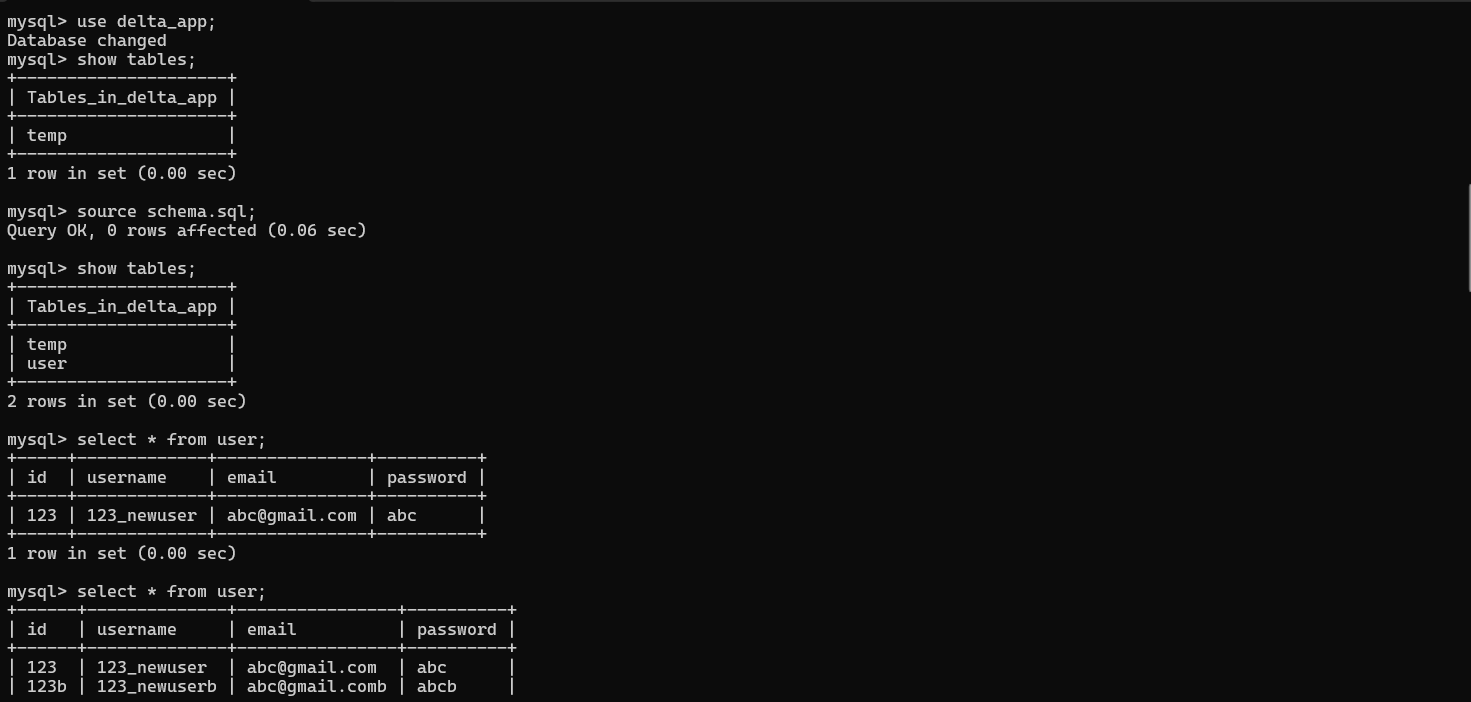 mysql> use delta_app;
Database changed
mysql> show tables;
+---------------------+
| Tables_in_delta_app |
+---------------------+
| temp                |
+---------------------+
1 row in set (0.00 sec)

mysql> source schema.sql;
Query OK, 0 rows affected (0.06 sec)

mysql> show tables;
+---------------------+
| Tables_in_delta_app |
+---------------------+
| temp                |
| user                |
+---------------------+
2 rows in set (0.00 sec)

mysql> select * from user;
+-----+-------------+---------------+----------+
| id  | username    | email         | password |
+-----+-------------+---------------+----------+
| 123 | 123_newuser | abc@gmail.com | abc      |
+-----+-------------+---------------+----------+
1 row in set (0.00 sec)

mysql> select * from user;
+------+--------------+----------------+----------+
| id   | username     | email          | password |
+------+--------------+----------------+----------+
| 123  | 123_newuser  | abc@gmail.com  | abc      |
| 123b | 123_newuserb | abc@gmail.comb | abcb     |